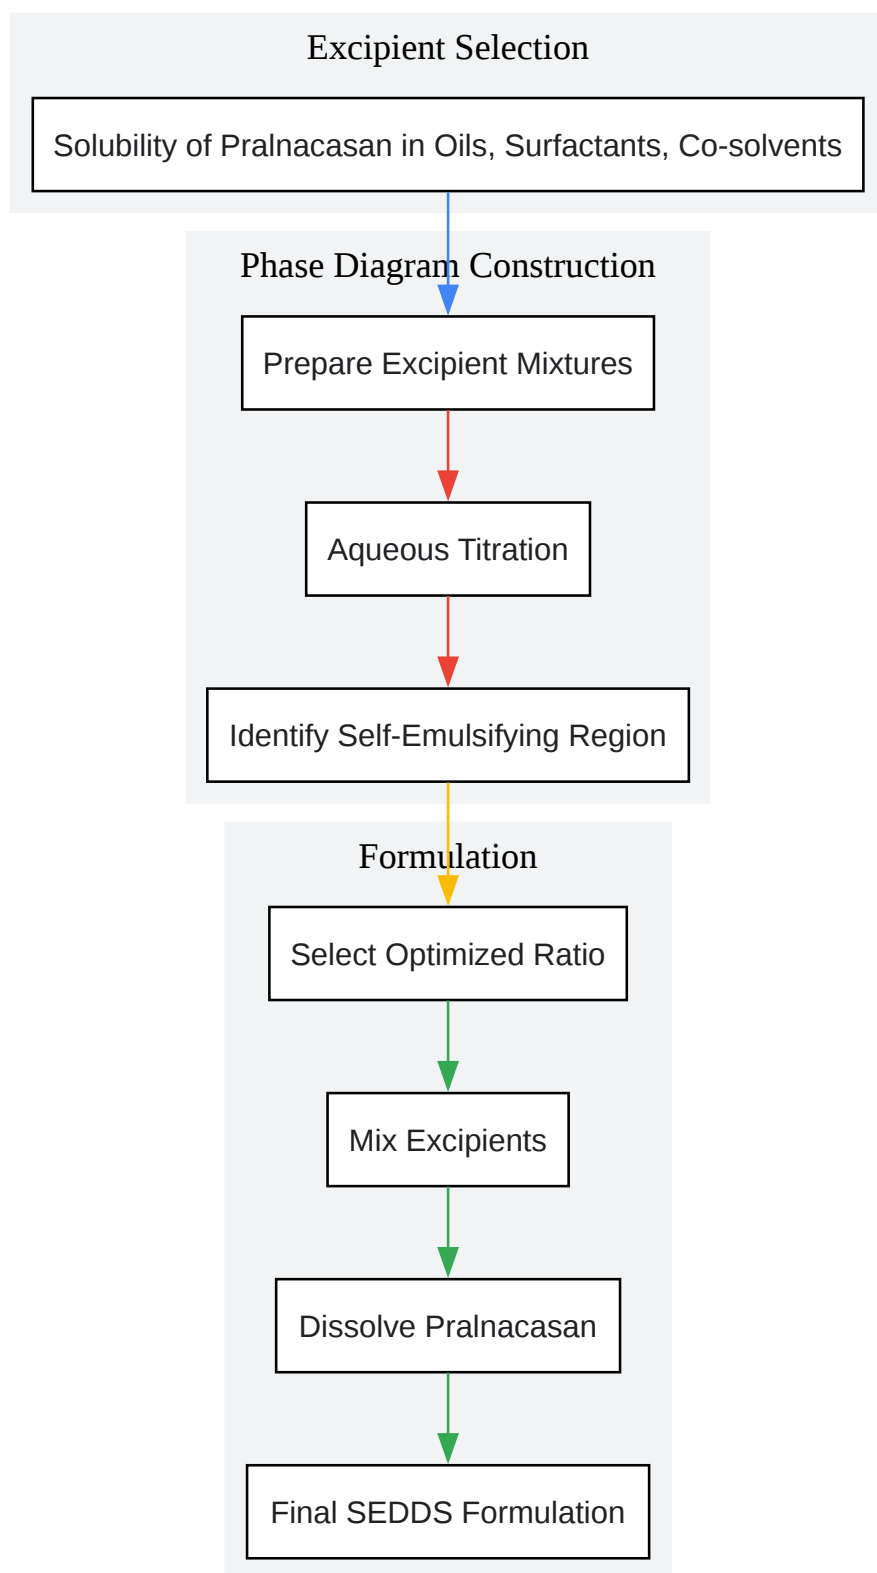 Excipient Selection
Solubility of Pralnacasan in Oils, Surfactants, Co-solvents
Phase Diagram Construction
Prepare Excipient Mixtures
Aqueous Titration
Identify Self-Emulsifying Region
Formulation
Select Optimized Ratio
Mix Excipients
Dissolve Pralnacasan
Final SEDDS Formulation